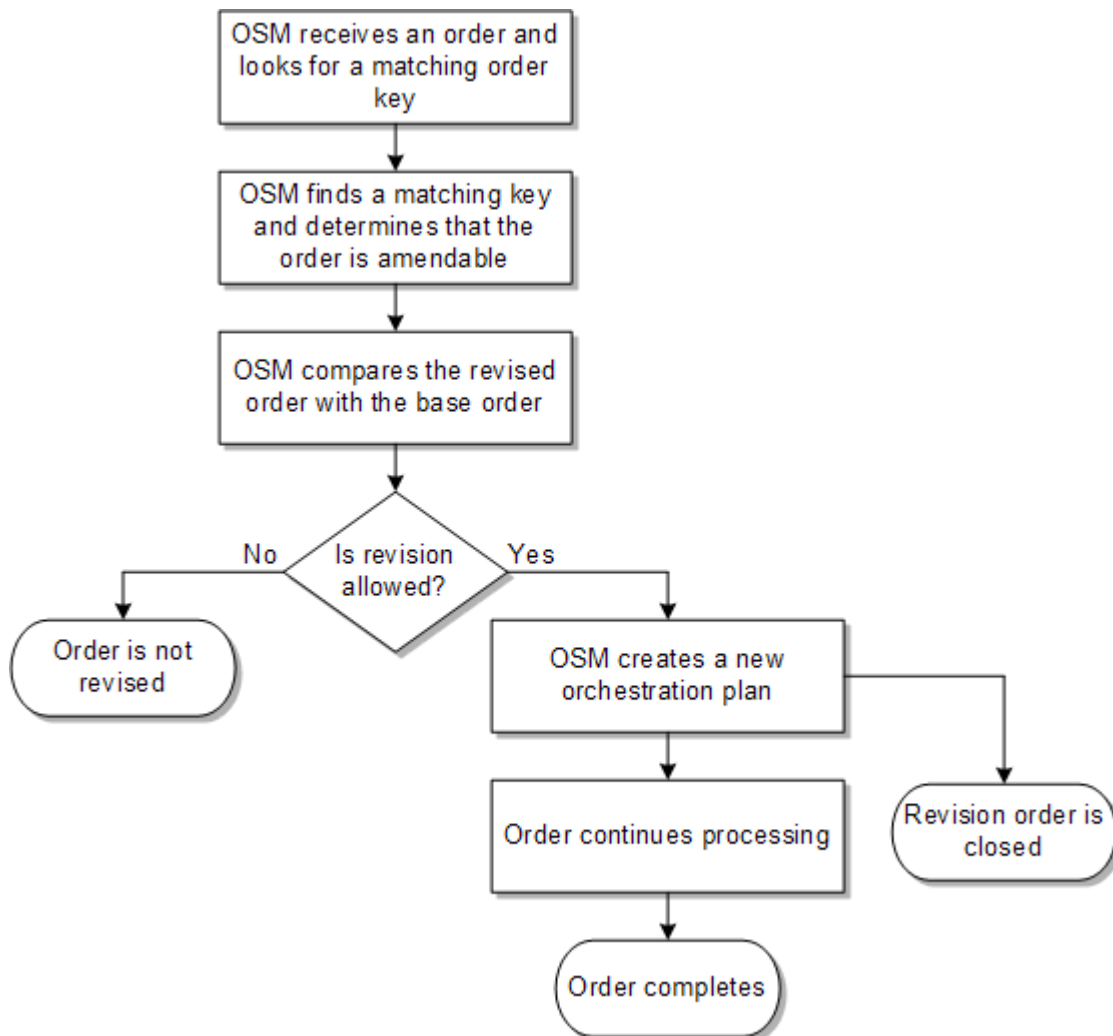 OSM receives an order and
looks for a matching order
key
OSM finds a matching key
and determines that the
order is amendable
OSM compares the revised
order with the base order
No
Is revision
allowed?
Yes
Order is not
revised
OSM creates a new
orchestration plan
Order continues processing
Revision order is
closed
Order completes